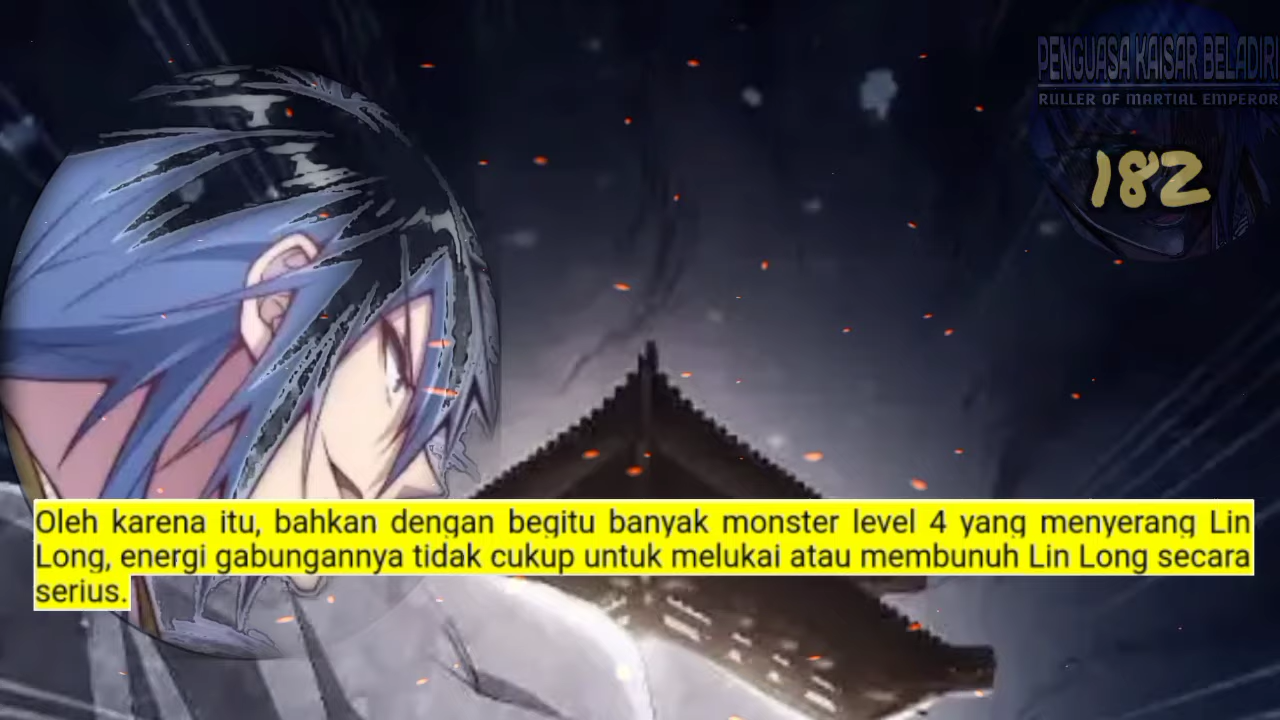 PENGUASA KAISAR BELADIRI
RULLER OF MARTIAL EMPEROR
182
Oleh karena itu, bahkan dengan begitu banyak monster level 4 yang menyerang Lin
Long, energi gabungannya tidak cukup untuk melukai atau membunuh Lin Long secara
serius.